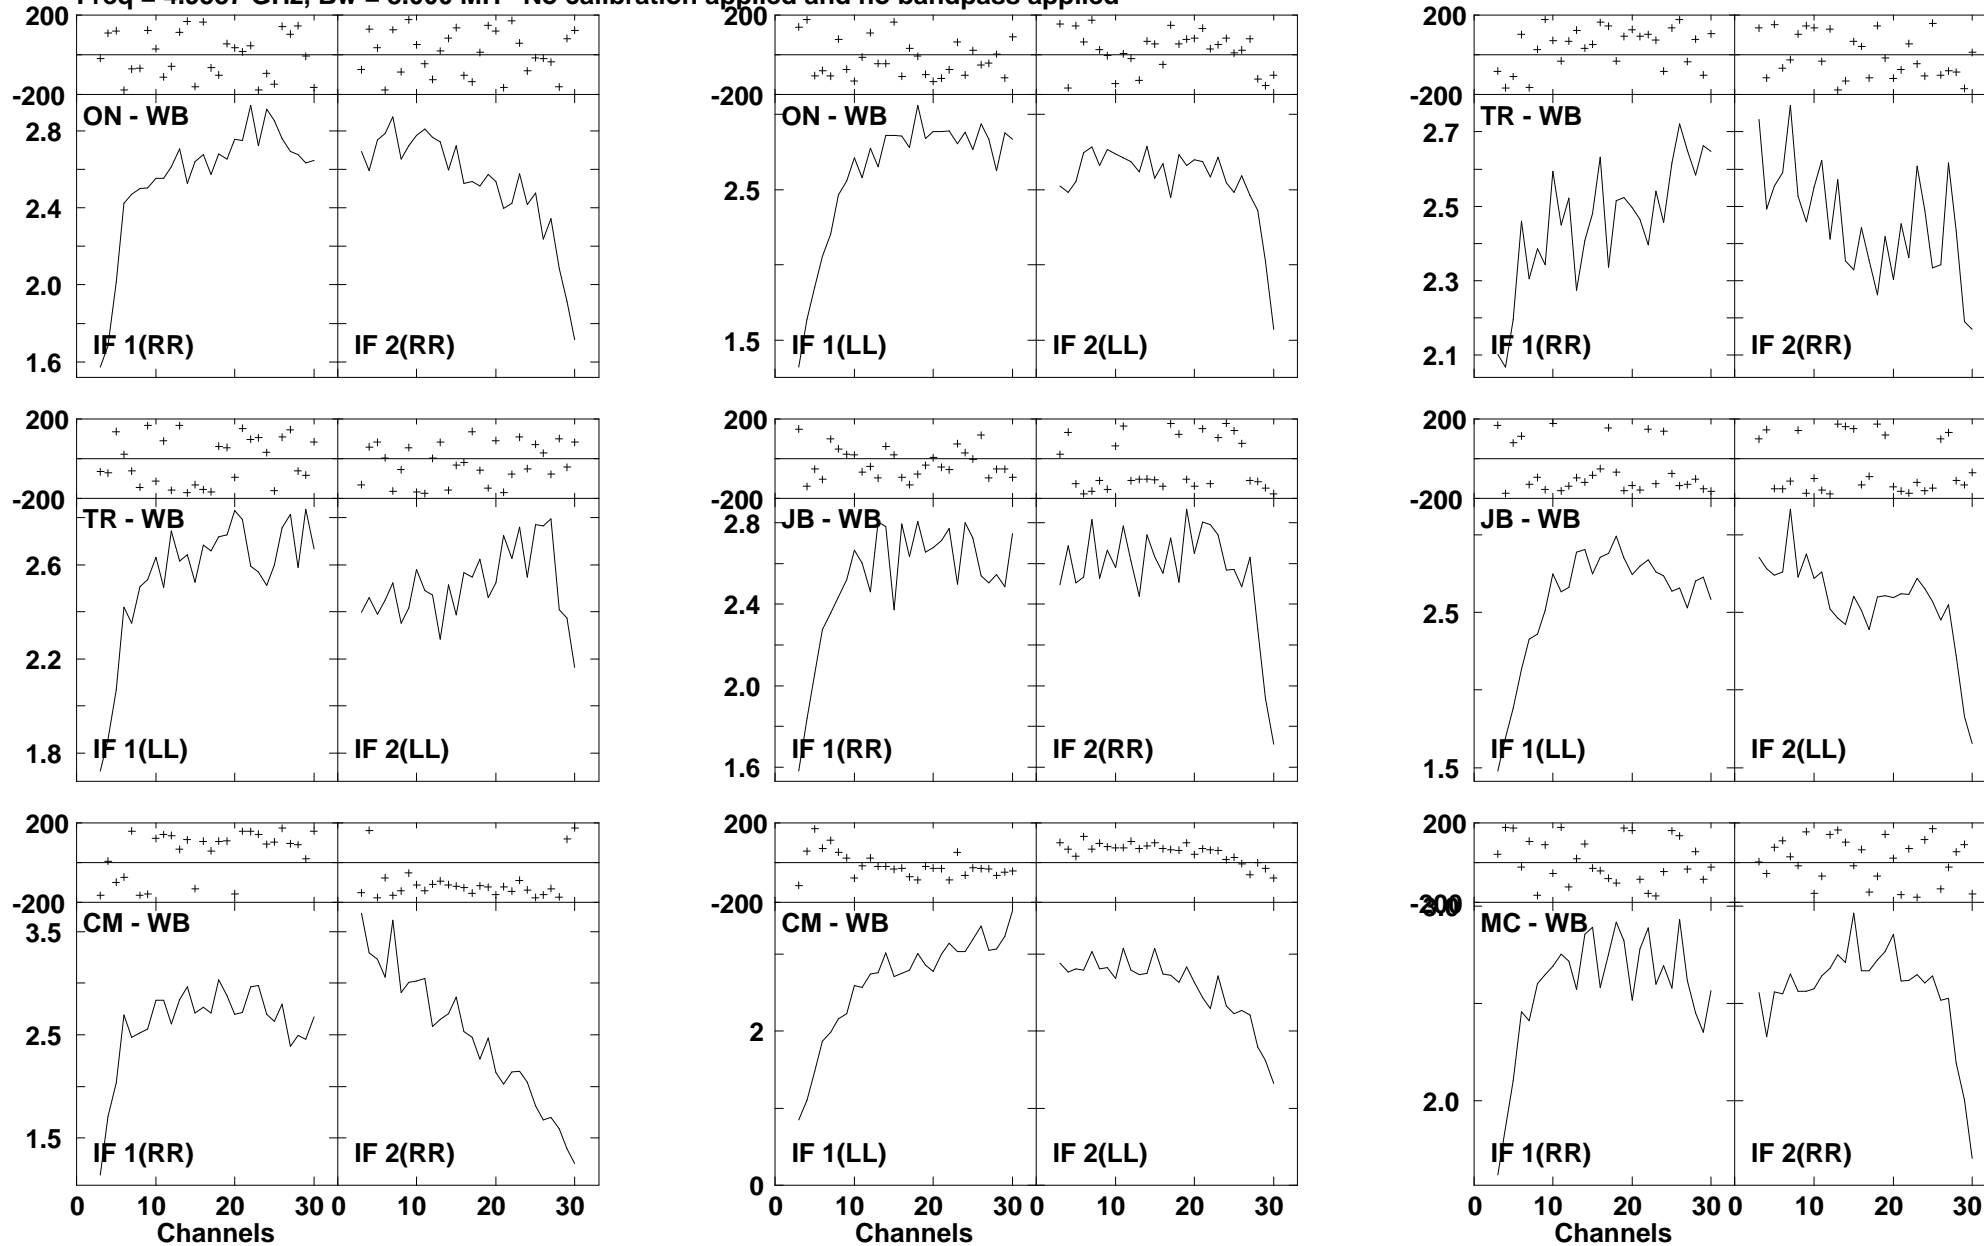 applied and no bandpass applied
200 200 200
-200 -200 -200
ON - WB ON - WB TR - WB
2.8 2.5 2.7
2.4 1.5 2.5
2.0 2.3
1.6 2.1
IF 1(RR) IF 2(RR) IF 1(LL) IF 2(LL) IF 1(RR) IF 2(RR)
200 200 200
-200 -200 -200
TR - WB JB - WB JB - WB
2.6 2.8 2.5
2.2 2.4 1.5
1.8 2.0
1.6
IF 1(LL) IF 2(LL) IF 1(RR) IF 2(RR) IF 1(LL) IF 2(LL)
200 200 200
-200 -200 -200
3.0
CM - WB CM - WB MC - WB
3.5 2 2.0
2.5 0
1.5
IF 1(RR) IF 2(RR) IF 1(LL) IF 2(LL) IF 1(RR) IF 2(RR)
0 10 20 30 0 10 20 30 0 10 20 30 0 10 20 30 0 10 20 30 0 10 20 30
Channels Channels Channels